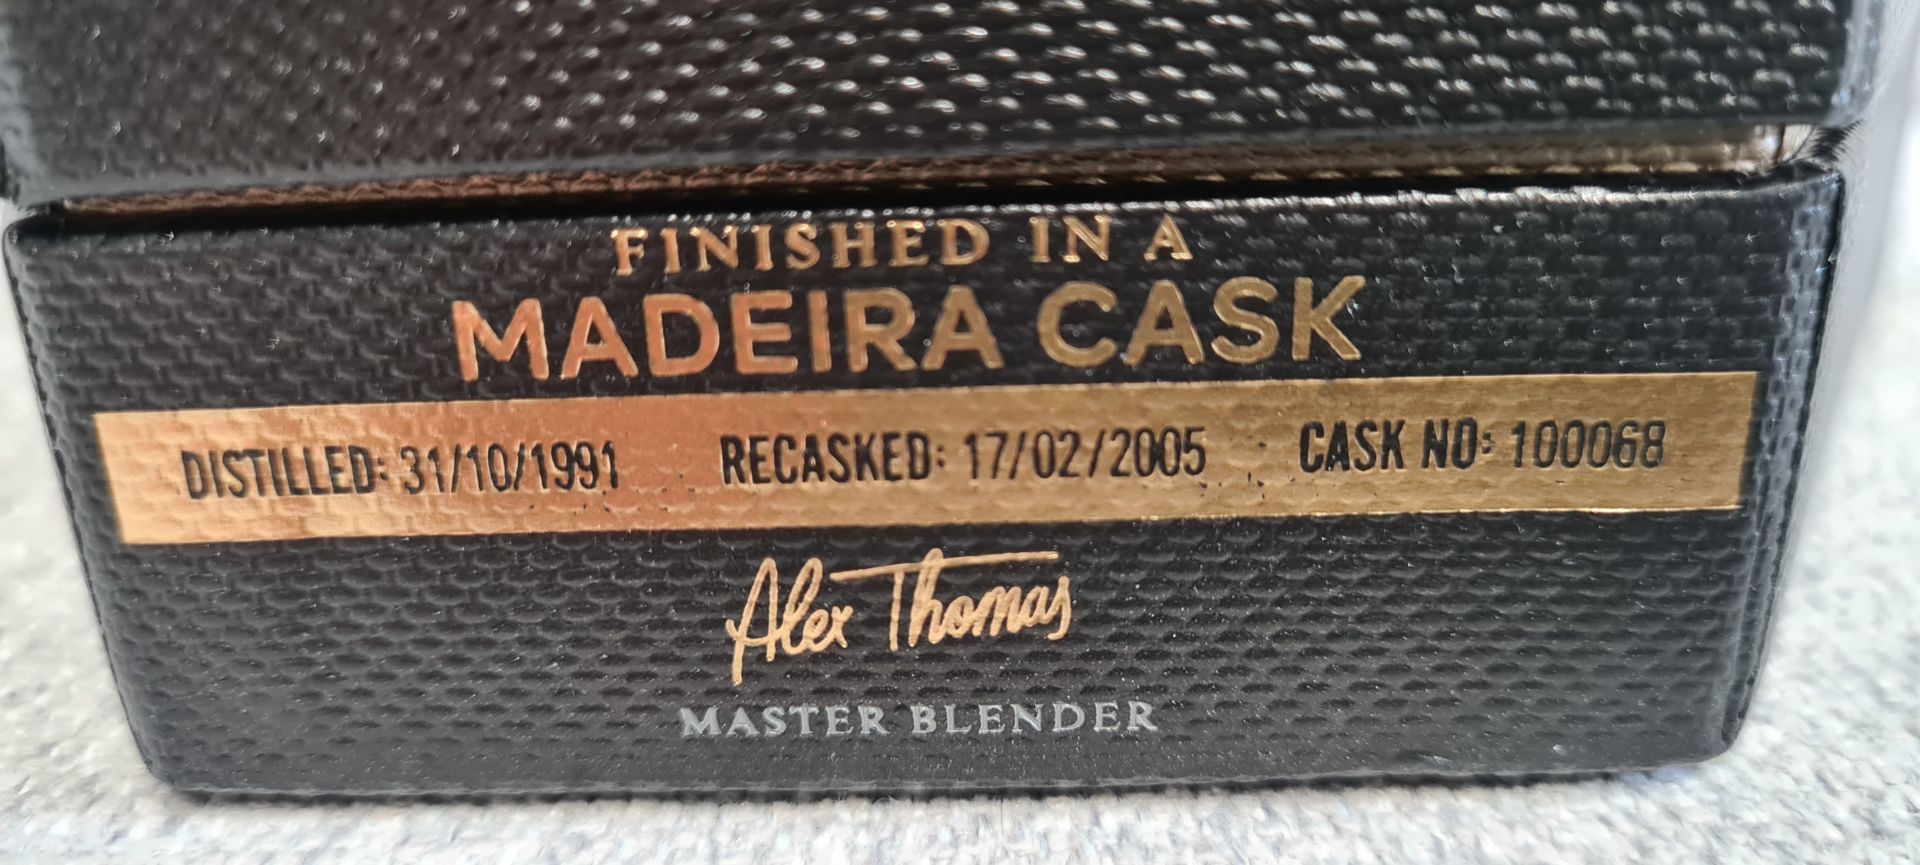 FINISHED IN A
MADEIRA CASK
DISTILLED: 31/10/1991 RECASKED: 17/02/2005 CASK NO: 100068
Alex Thomas
MASTER BLENDER